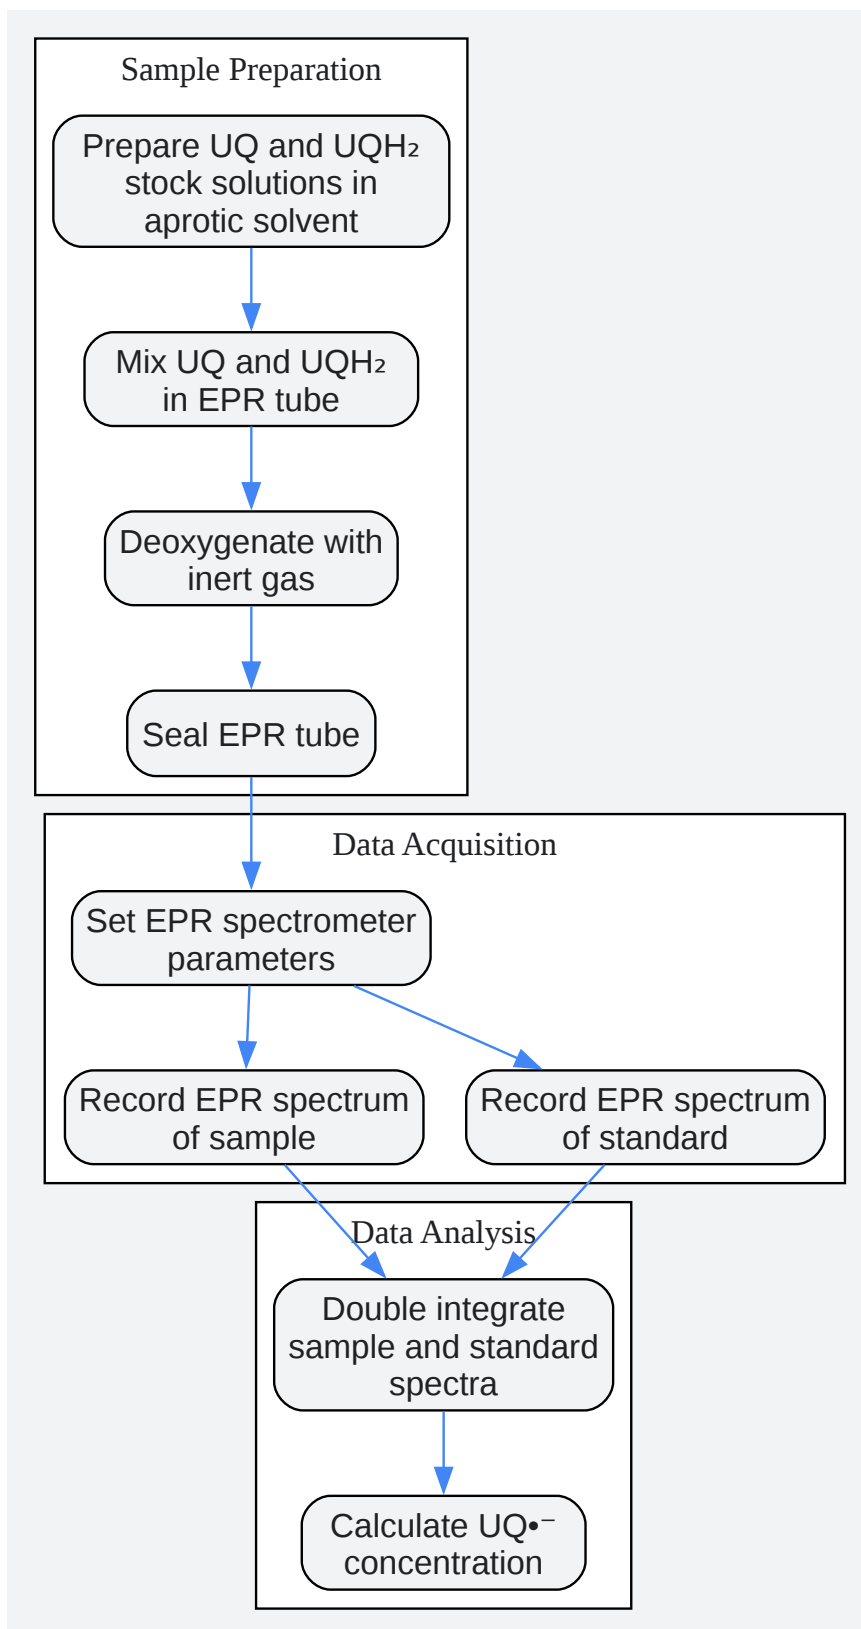 Sample Preparation
Prepare UQ and UQH₂
stock solutions in
aprotic solvent
Mix UQ and UQH₂
in EPR tube
Deoxygenate with
inert gas
Seal EPR tube
Data Acquisition
Set EPR spectrometer
parameters
Record EPR spectrum
of sample
Record EPR spectrum
of standard
Data Analysis
Double integrate
sample and standard
spectra
Calculate UQ•⁻
concentration